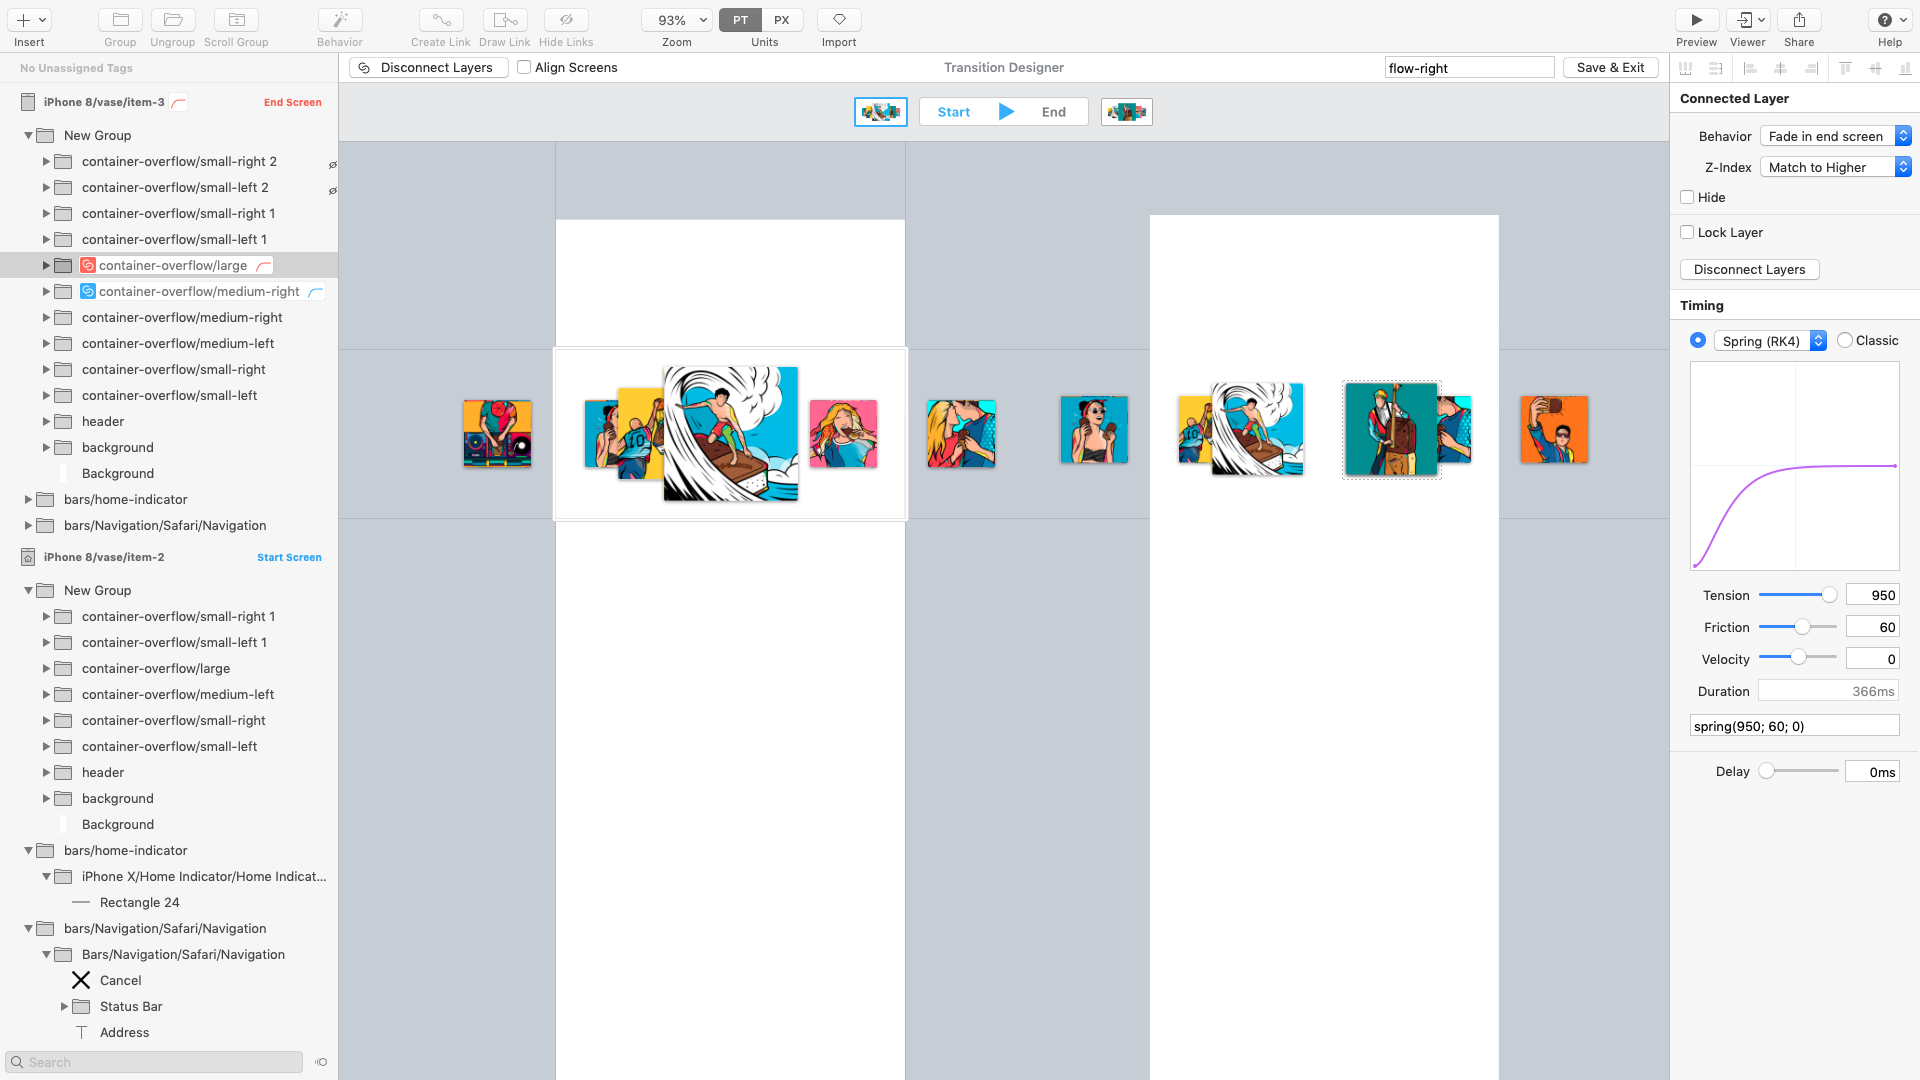 93%
PT
PX
Insert
Group
Ungroup
Scroll Group
Behavior
Create Link
Draw Link
Hide Links
Zoom
Units
Import
Preview
Viewer
Share
Help
No Unassigned Tags
Disconnect Layers
Align Screens
Transition Designer
flow-right
Save & Exit
Start
End
iPhone 8/vase/item-3
End Screen
New Group
container-overflow/small-right 2
container-overflow/small-left 2
container-overflow/small-right 1
container-overflow/small-left 1
container-overflow/large
container-overflow/medium-right
container-overflow/medium-right
container-overflow/medium-left
container-overflow/small-right
container-overflow/small-left
header
background
Background
bars/home-indicator
bars/Navigation/Safari/Navigation
iPhone 8/vase/item-2
Start Screen
New Group
container-overflow/small-right 1
container-overflow/small-left 1
container-overflow/large
container-overflow/medium-left
container-overflow/small-right
container-overflow/small-left
header
background
Background
bars/home-indicator
iPhone X/Home Indicator/Home Indicat...
Rectangle 24
bars/Navigation/Safari/Navigation
Bars/Navigation/Safari/Navigation
Cancel
Status Bar
Address
Search
10
10
Connected Layer
Behavior
Fade in end screen
Z-Index
Match to Higher
Hide
Lock Layer
Disconnect Layers
Timing
Spring (RK4)
Classic
Tension
950
Friction
60
Velocity
0
Duration
366ms
spring(950; 60; 0)
Delay
0ms